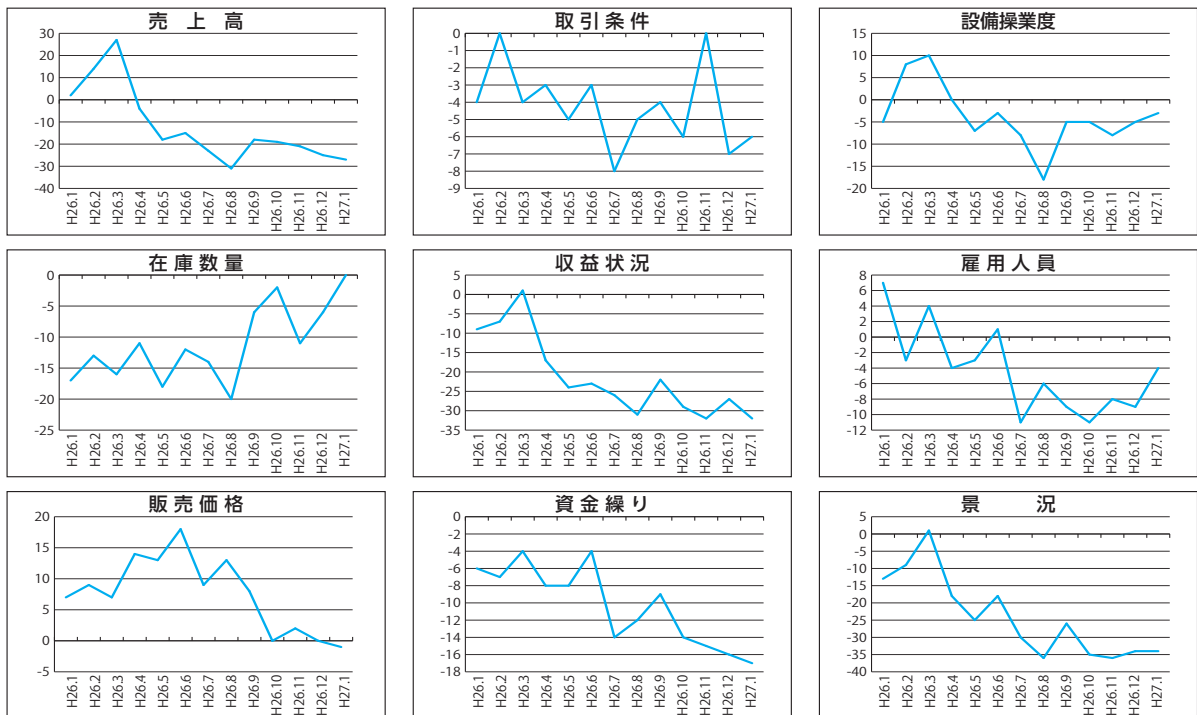 売上高
30
20
10
0
-10
-20
-30
-40
H26.1
H26.2
H26.3
H26.4
H26.5
H26.6
H26.7
H26.8
H26.9
H26.10
H26.11
H26.12
H27.1
取引条件
0
-1
-2
-3
-4
-5
-6
-7
-8
-9
H26.1
H26.2
H26.3
H26.4
H26.5
H26.6
H26.7
H26.8
H26.9
H26.10
H26.11
H26.12
H27.1
設備操業度
15
10
5
0
-5
-10
-15
-20
H26.1
H26.2
H26.3
H26.4
H26.5
H26.6
H26.7
H26.8
H26.9
H26.10
H26.11
H26.12
H27.1
在庫数量
0
-5
-10
-15
-20
-25
H26.1
H26.2
H26.3
H26.4
H26.5
H26.6
H26.7
H26.8
H26.9
H26.10
H26.11
H26.12
H27.1
収益状況
5
0
-5
-10
-15
-20
-25
-30
-35
H26.1
H26.2
H26.3
H26.4
H26.5
H26.6
H26.7
H26.8
H26.9
H26.10
H26.11
H26.12
H27.1
雇用人員
8
6
4
2
0
-2
-4
-6
-8
-10
-12
H26.1
H26.2
H26.3
H26.4
H26.5
H26.6
H26.7
H26.8
H26.9
H26.10
H26.11
H26.12
H27.1
販売価格
20
15
10
5
0
-5
H26.1
H26.2
H26.3
H26.4
H26.5
H26.6
H26.7
H26.8
H26.9
H26.10
H26.11
H26.12
H27.1
資金繰り
0
-2
-4
-6
-8
-10
-12
-14
-16
-18
H26.1
H26.2
H26.3
H26.4
H26.5
H26.6
H26.7
H26.8
H26.9
H26.10
H26.11
H26.12
H27.1
景況
5
0
-5
-10
-15
-20
-25
-30
-35
-40
H26.1
H26.2
H26.3
H26.4
H26.5
H26.6
H26.7
H26.8
H26.9
H26.10
H26.11
H26.12
H27.1